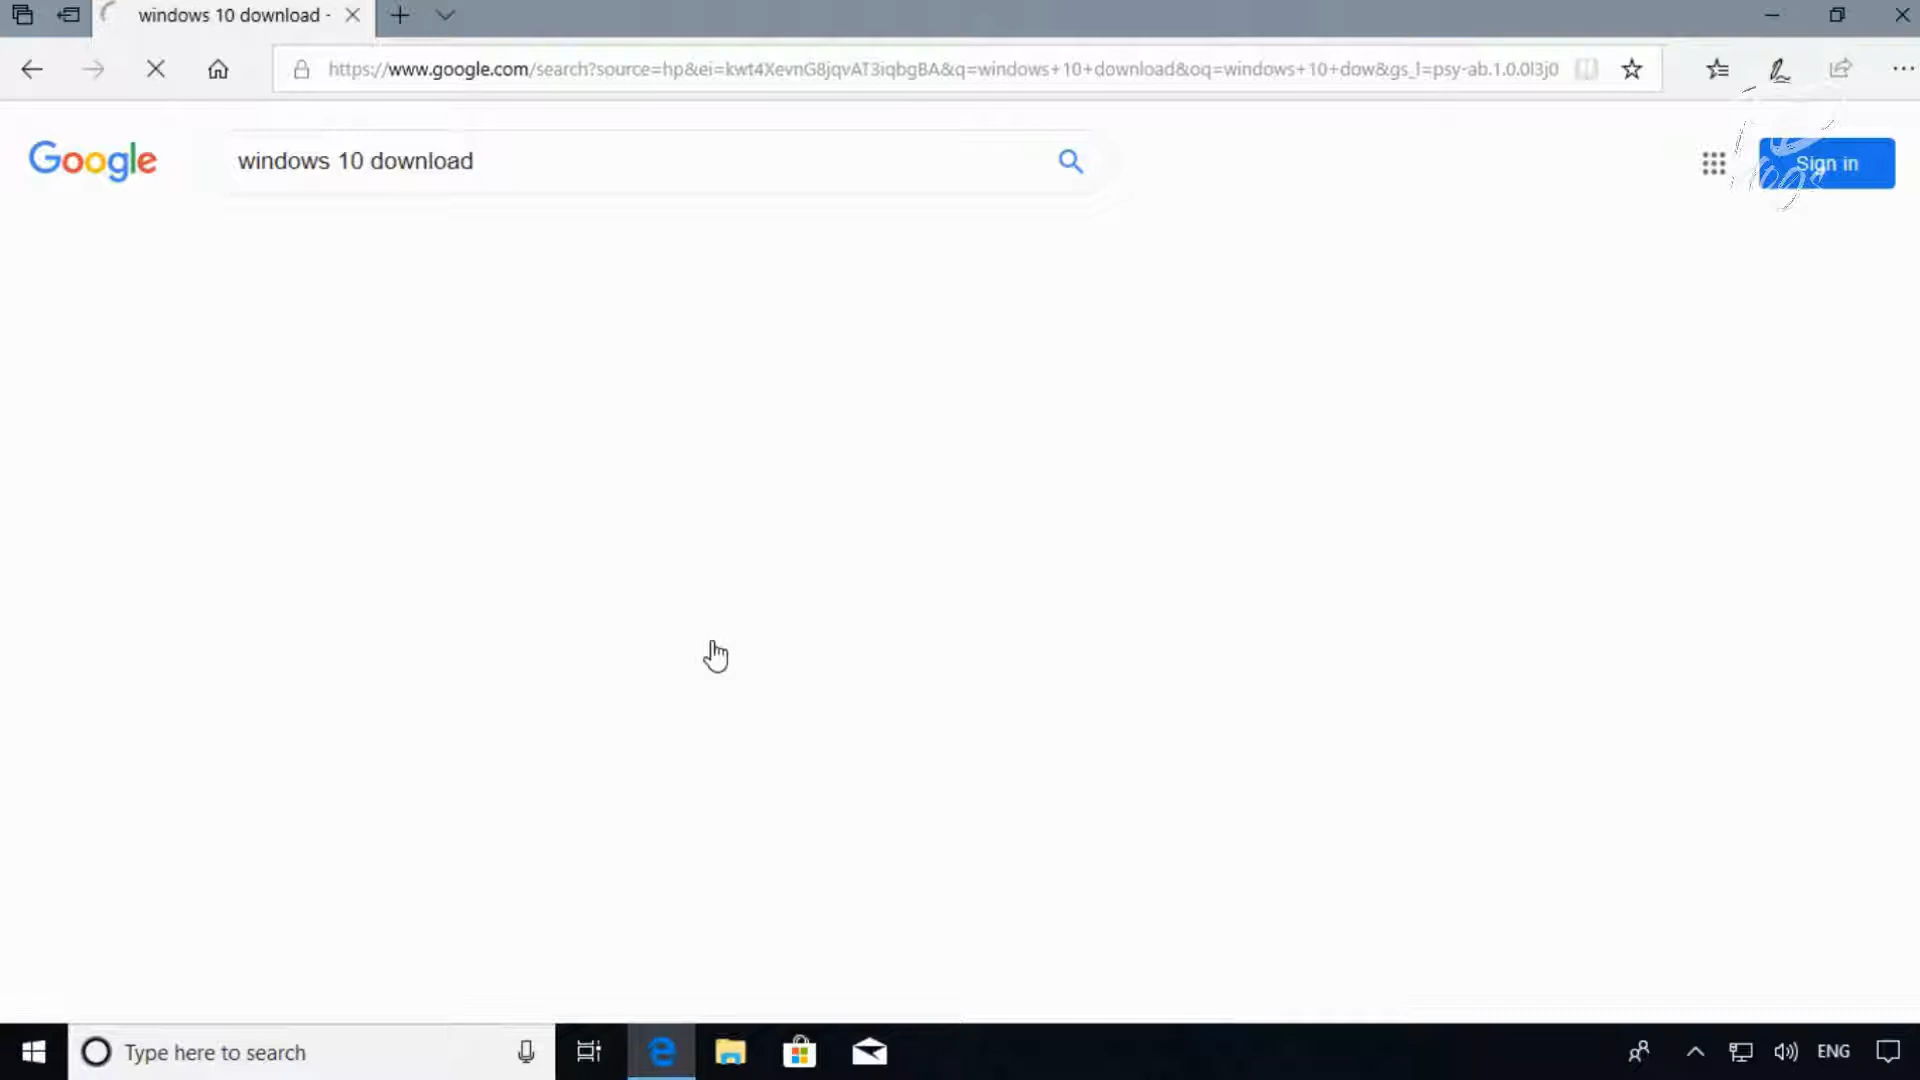 windows 10 download -
https://www.google.com/search?source=hp&ei=kwt4XevnG8jqvAT3iqbgBA&q=windows+10+download&oq=windows+10+dow&gs_l=psy-ab.1.0.0l3j0
Google
windows 10 download
Sign in
Type here to search
ENG